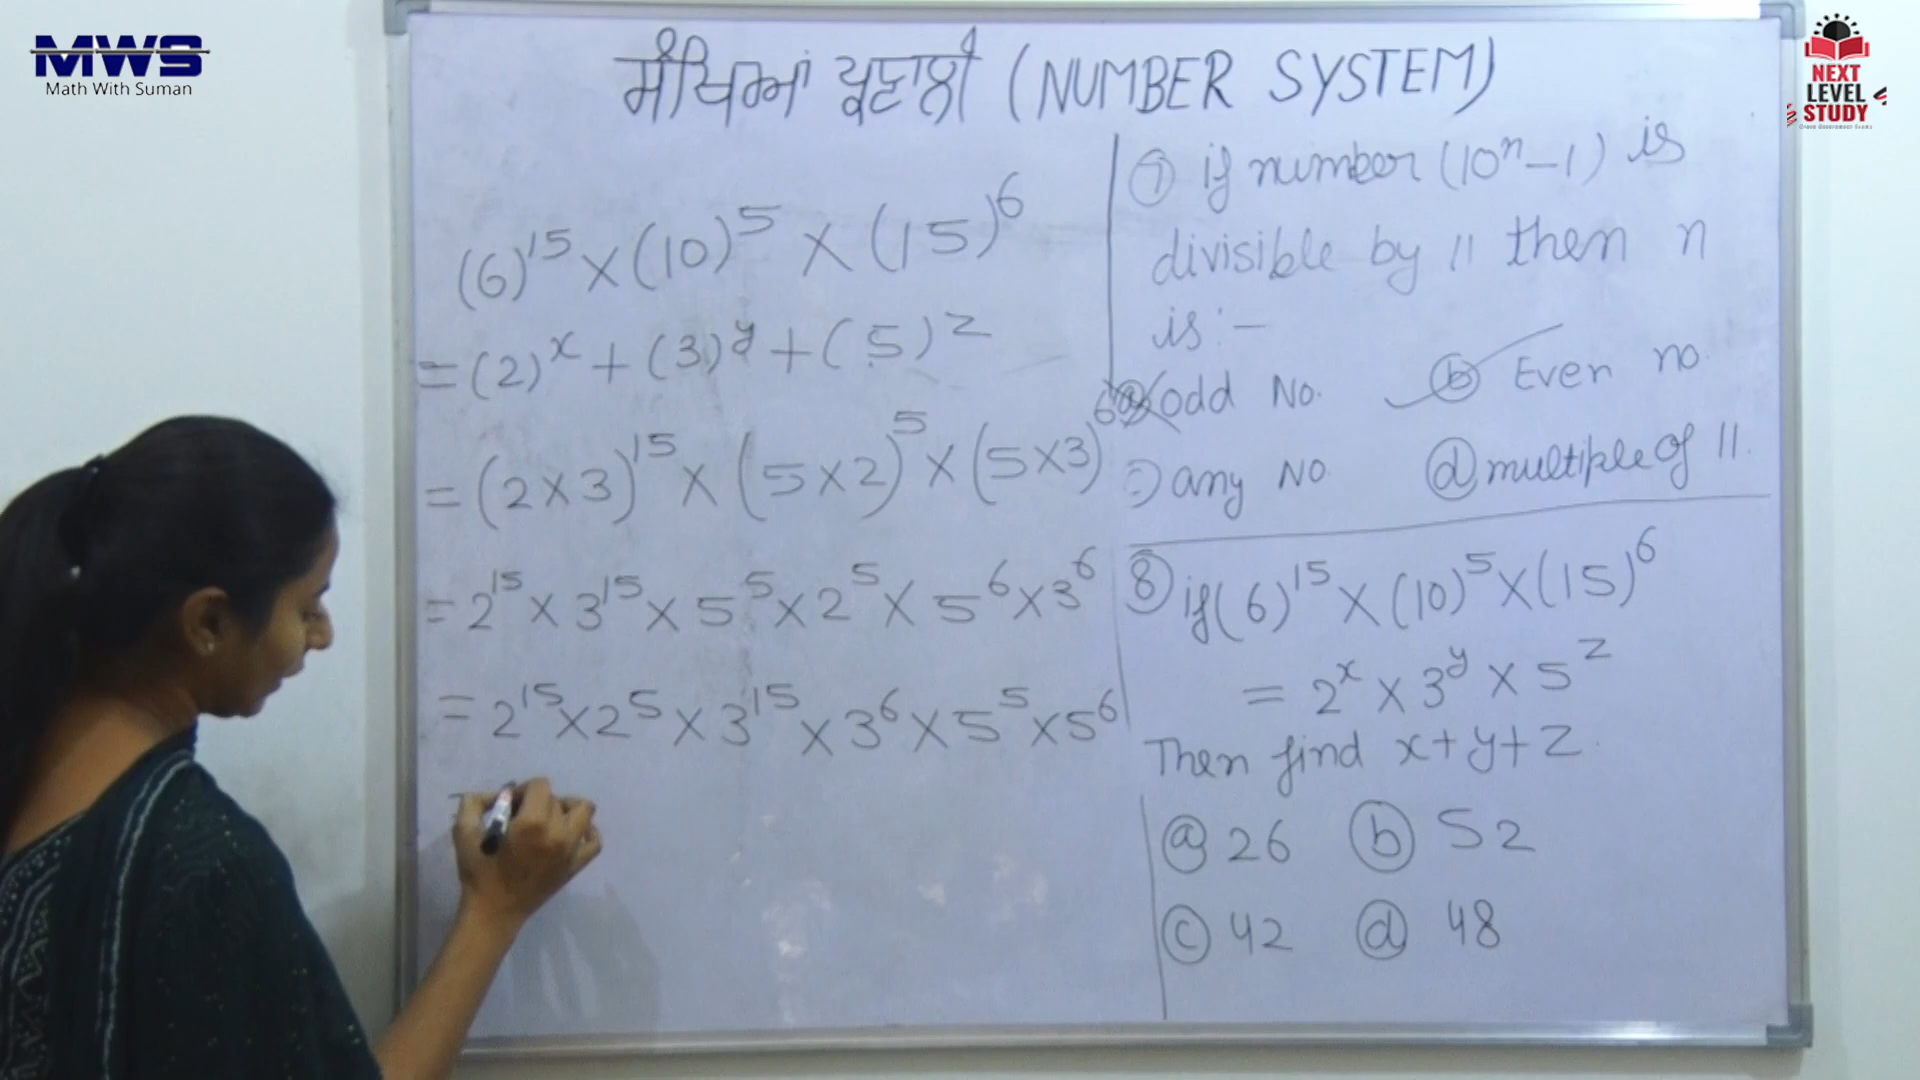 MWS
Math With Suman
NEXT
LEVEL
STUDY
ਸੰਖਿਆਂ ਪ੍ਰਣਾਲੀ (NUMBER SYSTEM)
(6)^15 × (10)^5 × (15)^6
= (2)^x + (3)^y + (5)^z
= (2×3)^15 × (5×2)^5 × (5×3)^6
= 2^15 × 3^15 × 5^5 × 2^5 × 5^6 × 3^6
= 2^15 × 2^5 × 3^15 × 3^6 × 5^5 × 5^6
⑦ if number (10^n – 1) is
divisible by 11 then n
is :–
ⓐ odd No. ⓑ Even no.
ⓒ any No ⓓ multiple of 11.
⑧ if (6)^15 × (10)^5 × (15)^6
= 2^x × 3^y × 5^z
Then find x+y+z.
ⓐ 26 ⓑ 52
ⓒ 42 ⓓ 48